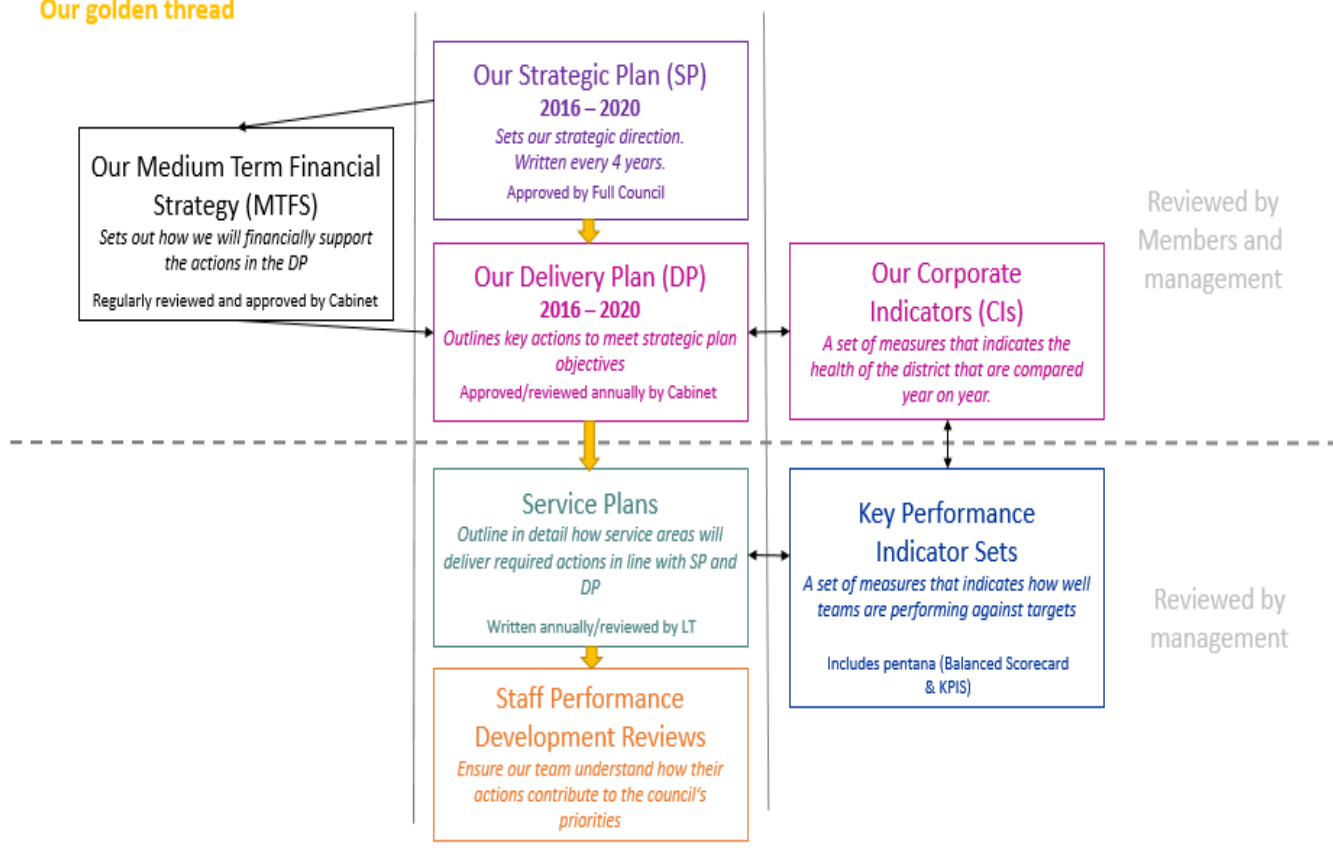 Our golden thread
Our Strategic Plan (SP)
2016 – 2020
Sets our strategic direction.
Written every 4 years.
Approved by Full Council
Our Medium Term Financial
Strategy (MTFS)
Sets out how we will financially support
the actions in the DP
Regularly reviewed and approved by Cabinet
Our Delivery Plan (DP)
2016 – 2020
Outlines key actions to meet strategic plan
objectives
Approved/reviewed annually by Cabinet
Our Corporate
Indicators (CIs)
A set of measures that indicates the
health of the district that are compared
year on year.
Reviewed by
Members and
management
Service Plans
Outline in detail how service areas will
deliver required actions in line with SP and
DP
Written annually/reviewed by LT
Key Performance
Indicator Sets
A set of measures that indicates how well
teams are performing against targets
Includes pentana (Balanced Scorecard
& KPIS)
Reviewed by
management
Staff Performance
Development Reviews
Ensure our team understand how their
actions contribute to the council's
priorities